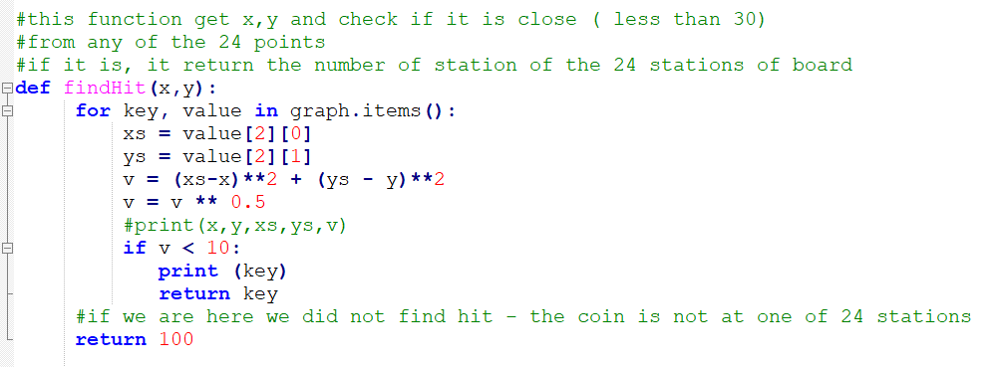 #this function get x,y and check if it is close ( less than 30)
#from any of the 24 points
#if it is, it return the number of station of the 24 stations of board
def findHit(x,y):
for key, value in graph.items():
xs = value[2][0]
ys = value[2][1]
v = (xs-x)**2 + (ys - y)**2
v = v ** 0.5
#print(x,y,xs,ys,v)
if v < 10:
print (key)
return key
#if we are here we did not find hit - the coin is not at one of 24 stations
return 100